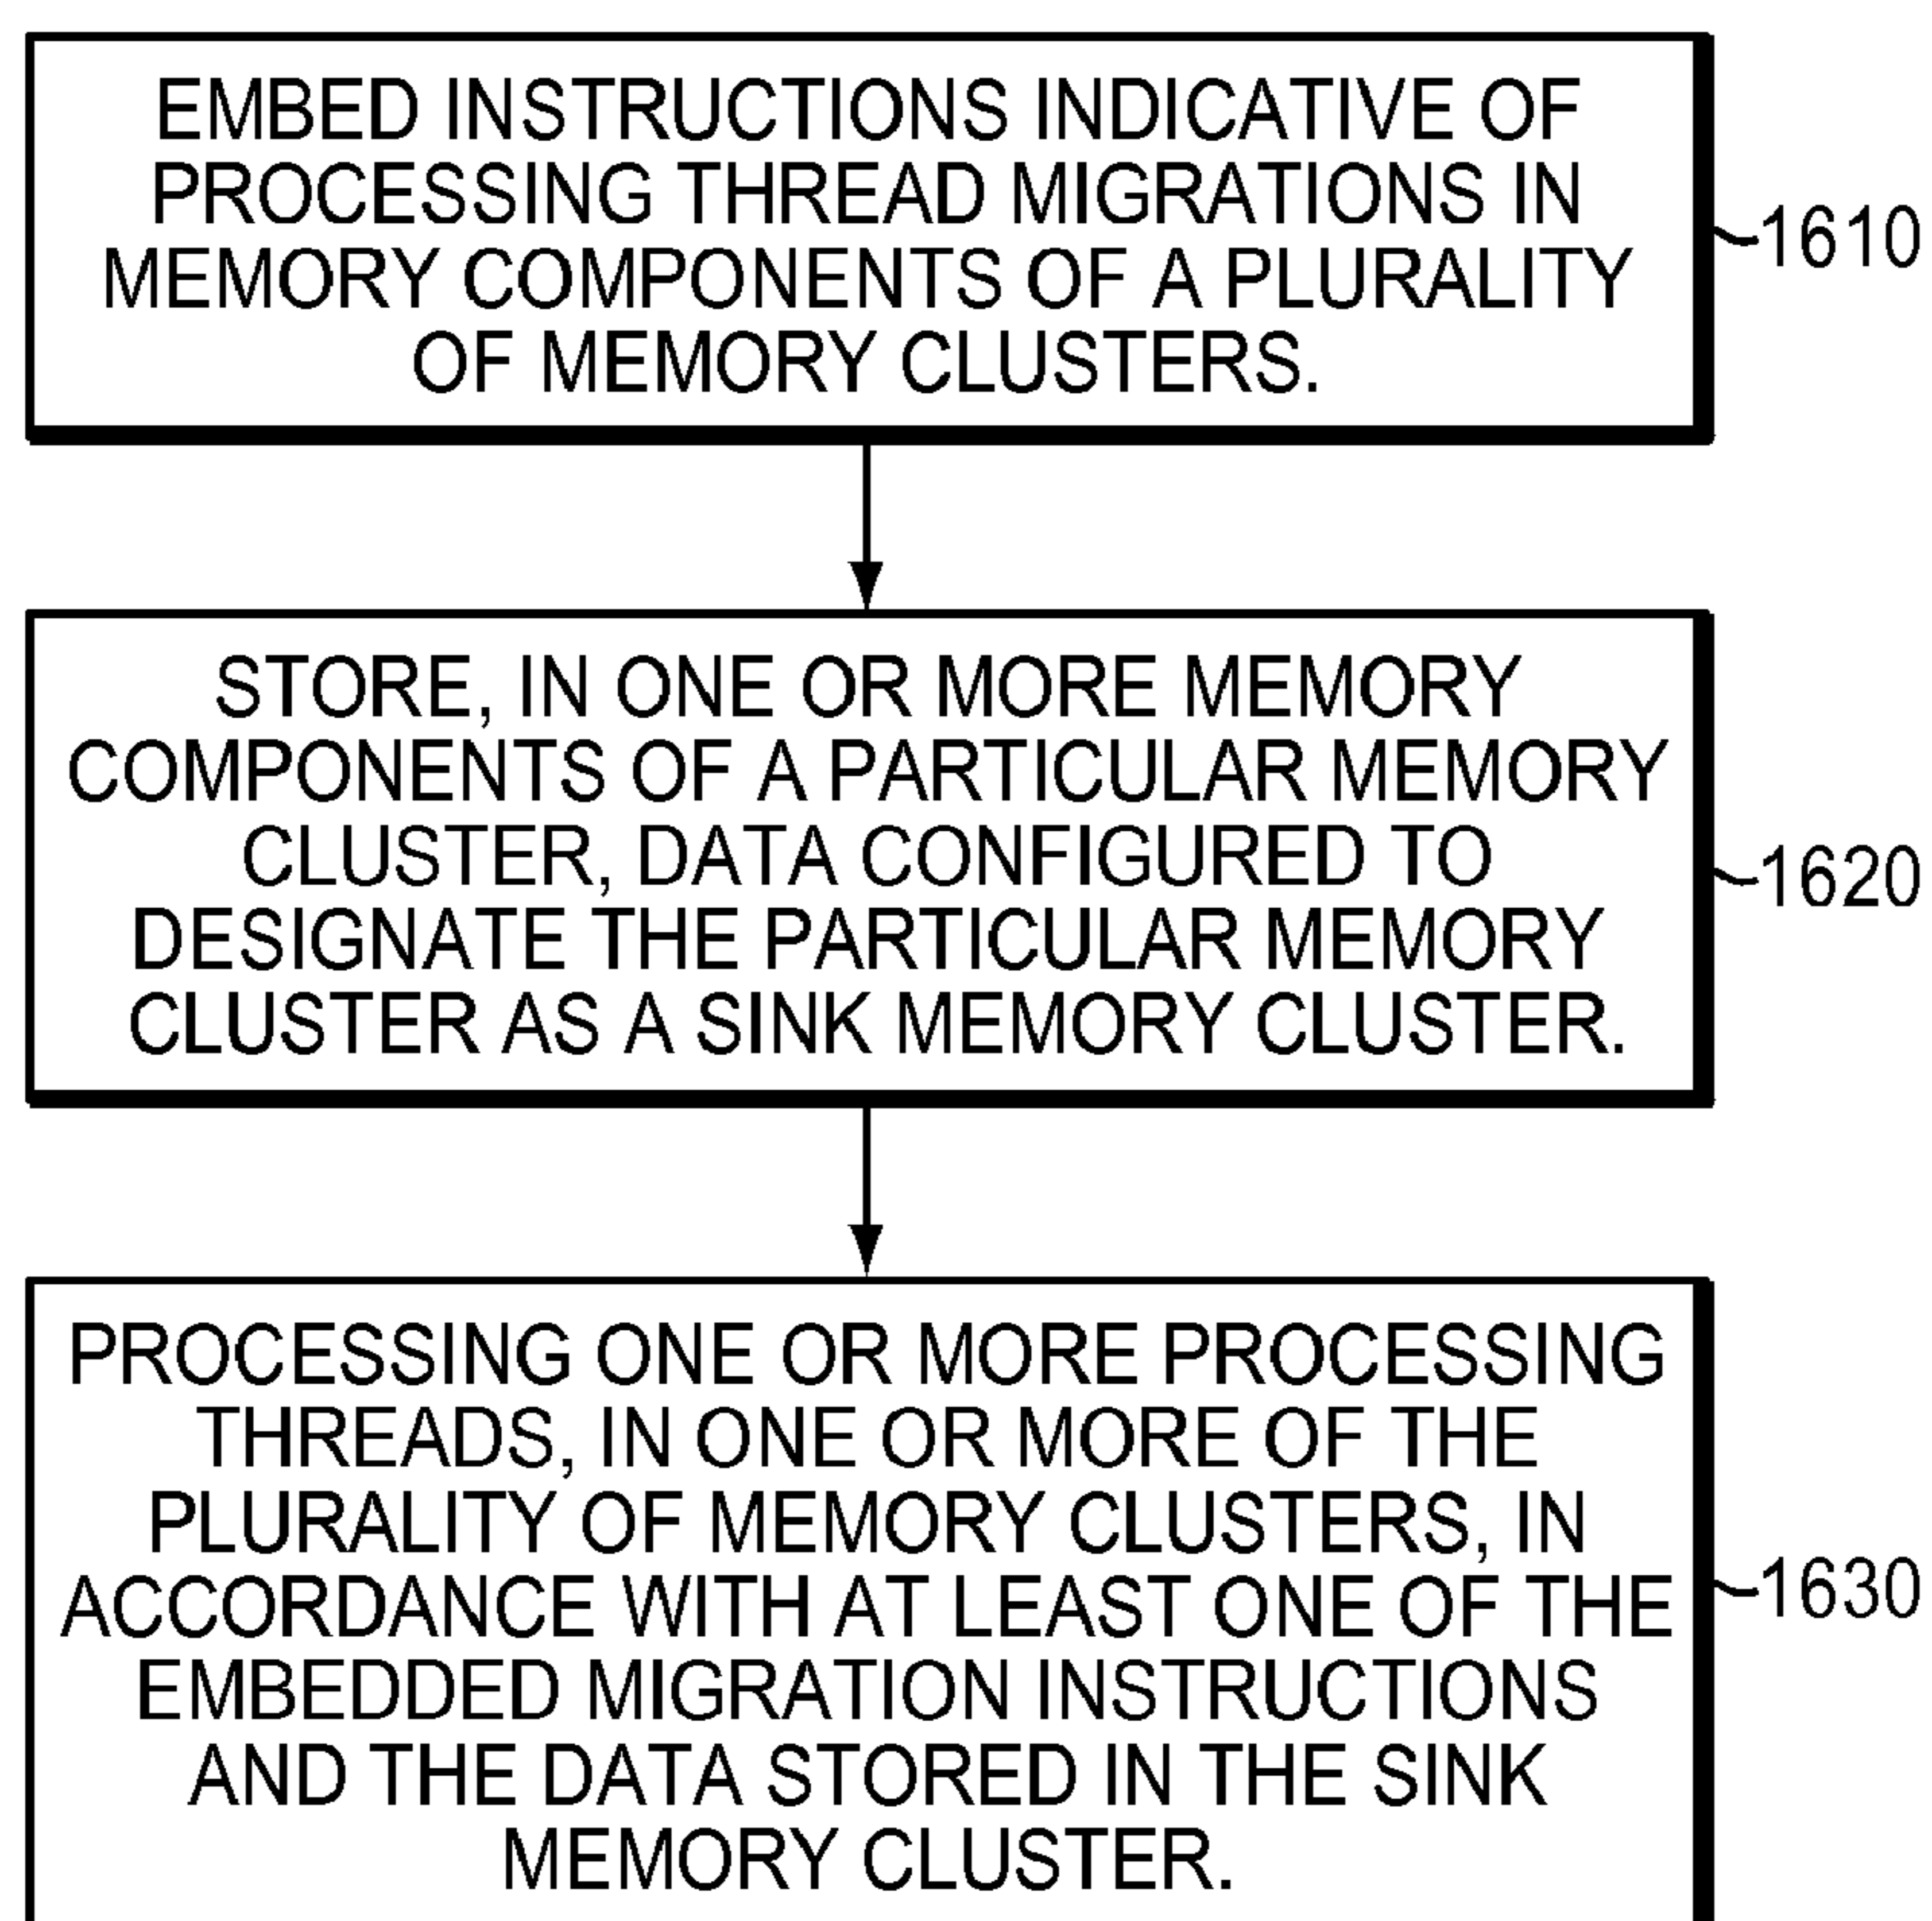 EMBED INSTRUCTIONS INDICATIVE OF
PROCESSING THREAD MIGRATIONS IN
MEMORY COMPONENTS OF A PLURALITY
OF MEMORY CLUSTERS.
1610
STORE, IN ONE OR MORE MEMORY
COMPONENTS OF A PARTICULAR MEMORY
CLUSTER, DATA CONFIGURED TO
DESIGNATE THE PARTICULAR MEMORY
CLUSTER AS A SINK MEMORY CLUSTER.
1620
PROCESSING ONE OR MORE PROCESSING
THREADS, IN ONE OR MORE OF THE
PLURALITY OF MEMORY CLUSTERS, IN
ACCORDANCE WITH AT LEAST ONE OF THE
EMBEDDED MIGRATION INSTRUCTIONS
AND THE DATA STORED IN THE SINK
MEMORY CLUSTER.
1630